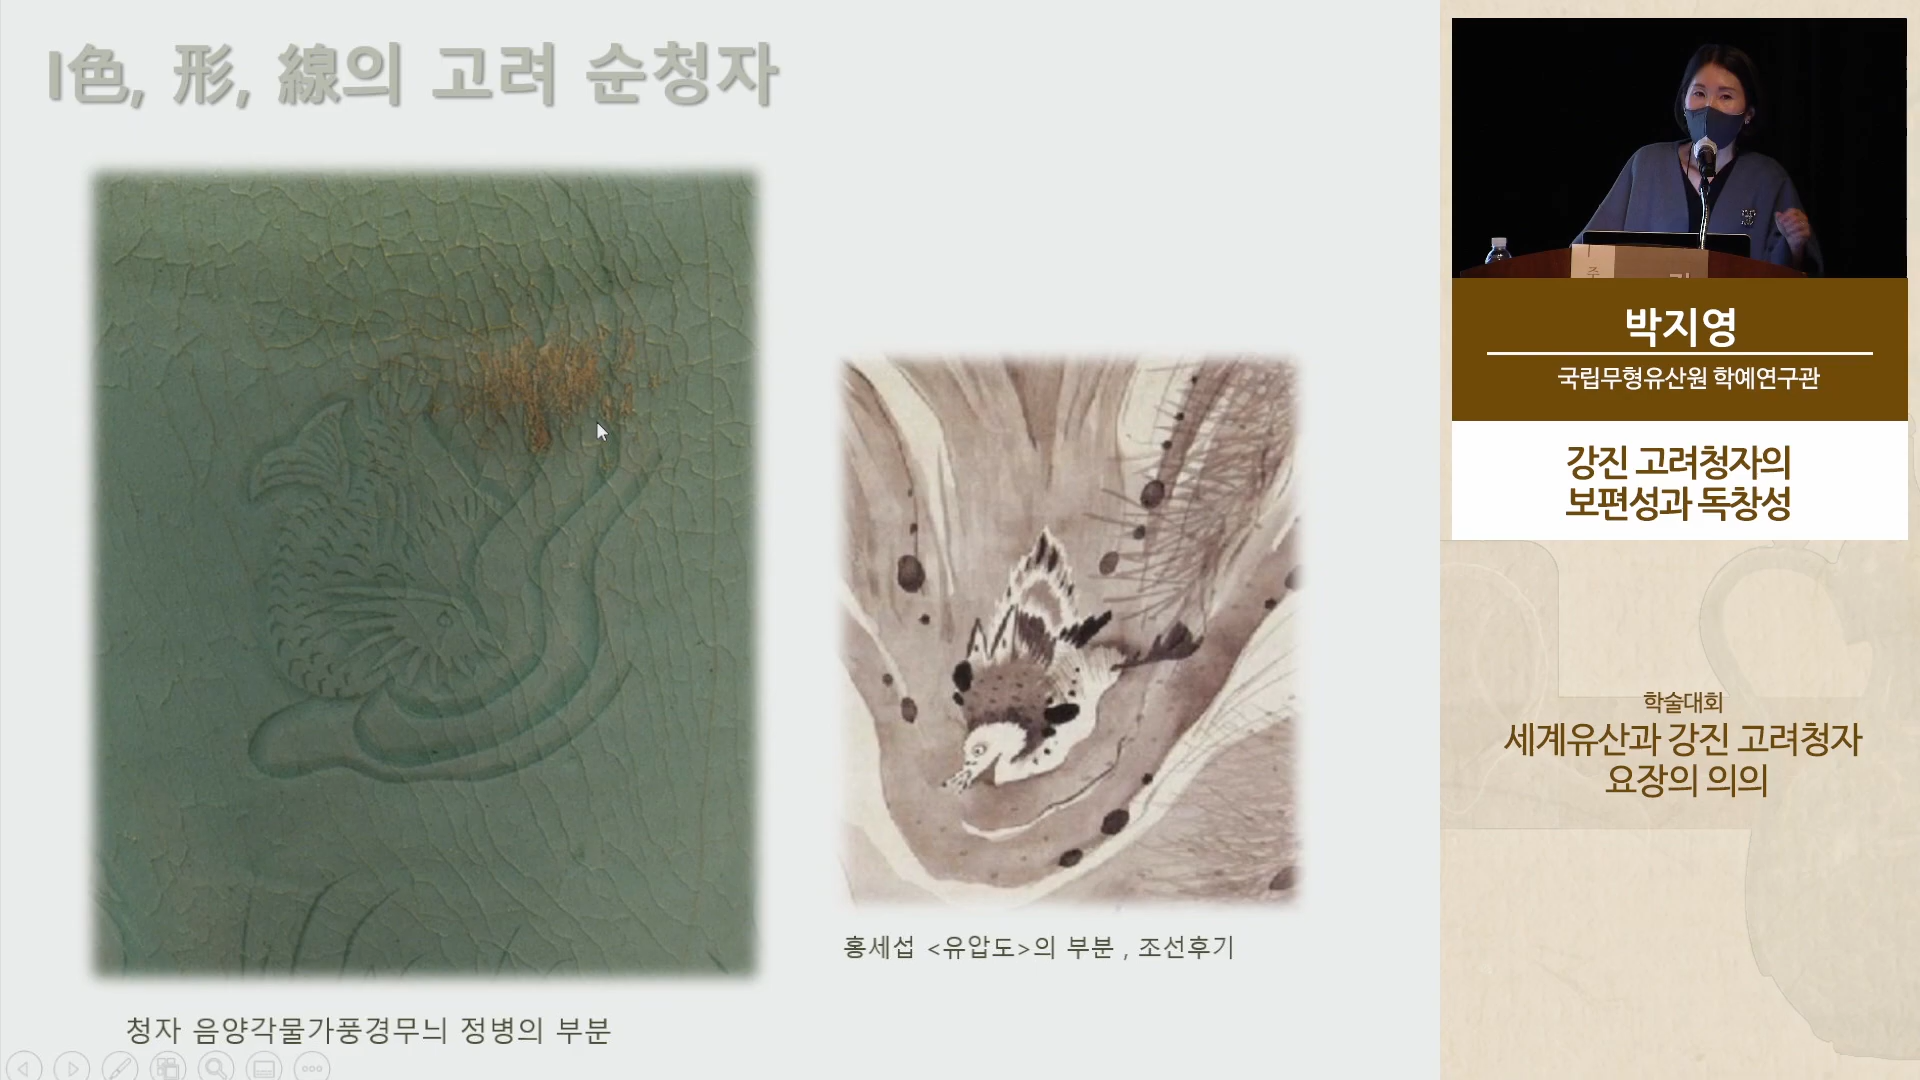 I色, 形, 線의 고려 순청자
홍세섭 <유압도>의 부분 , 조선후기
청자 음양각물가풍경무늬 정병의 부분
주
박지영
국립무형유산원 학예연구관
강진 고려청자의
보편성과 독창성
학술대회
세계유산과 강진 고려청자
요장의 의의